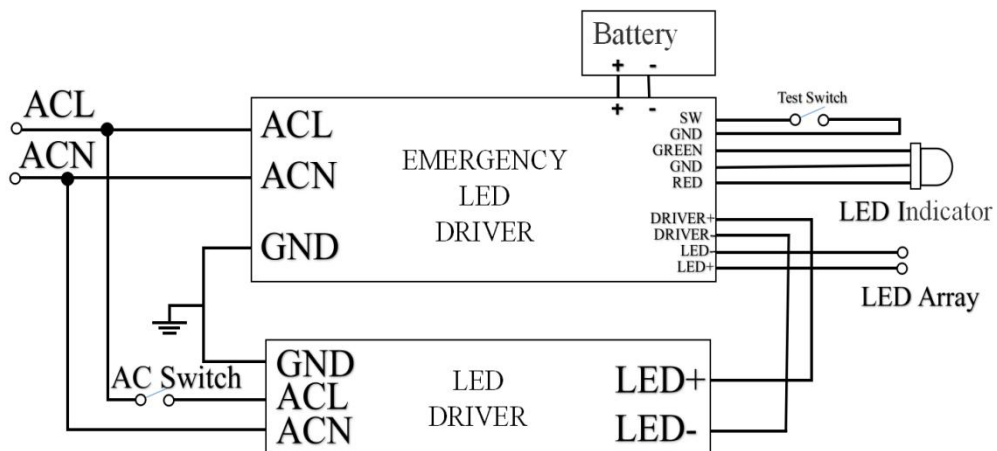 Battery
+ -
+ -
ACL
ACN
ACL
ACN
GND
EMERGENCY
LED
DRIVER
SW
GND
GREEN
GND
RED
DRIVER+
DRIVER-
LED-
LED+
Test Switch
LED Indicator
LED Array
AC Switch
GND
ACL
ACN
LED
DRIVER
LED+
LED-